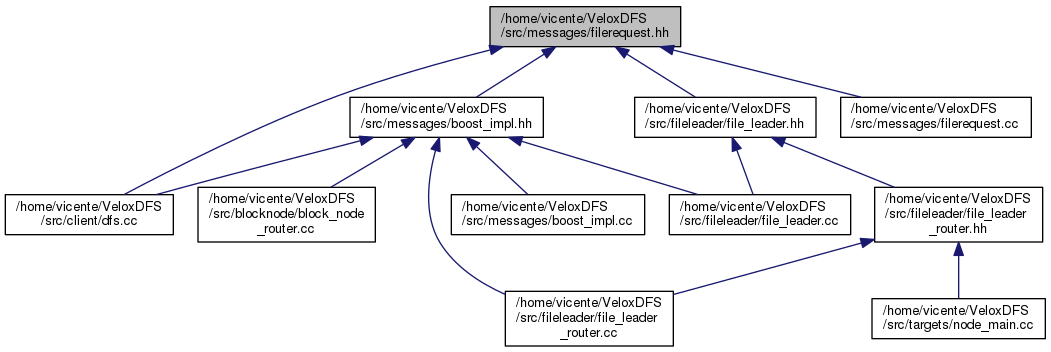 /home/vicente/VeloxDFS
/src/messages/filerequest.hh
/home/vicente/VeloxDFS
/src/messages/boost_impl.hh
/home/vicente/VeloxDFS
/src/fileleader/file_leader.hh
/home/vicente/VeloxDFS
/src/messages/filerequest.cc
/home/vicente/VeloxDFS
/src/client/dfs.cc
/home/vicente/VeloxDFS
/src/blocknode/block_node
_router.cc
/home/vicente/VeloxDFS
/src/messages/boost_impl.cc
/home/vicente/VeloxDFS
/src/fileleader/file_leader.cc
/home/vicente/VeloxDFS
/src/fileleader/file_leader
_router.hh
/home/vicente/VeloxDFS
/src/fileleader/file_leader
_router.cc
/home/vicente/VeloxDFS
/src/targets/node_main.cc